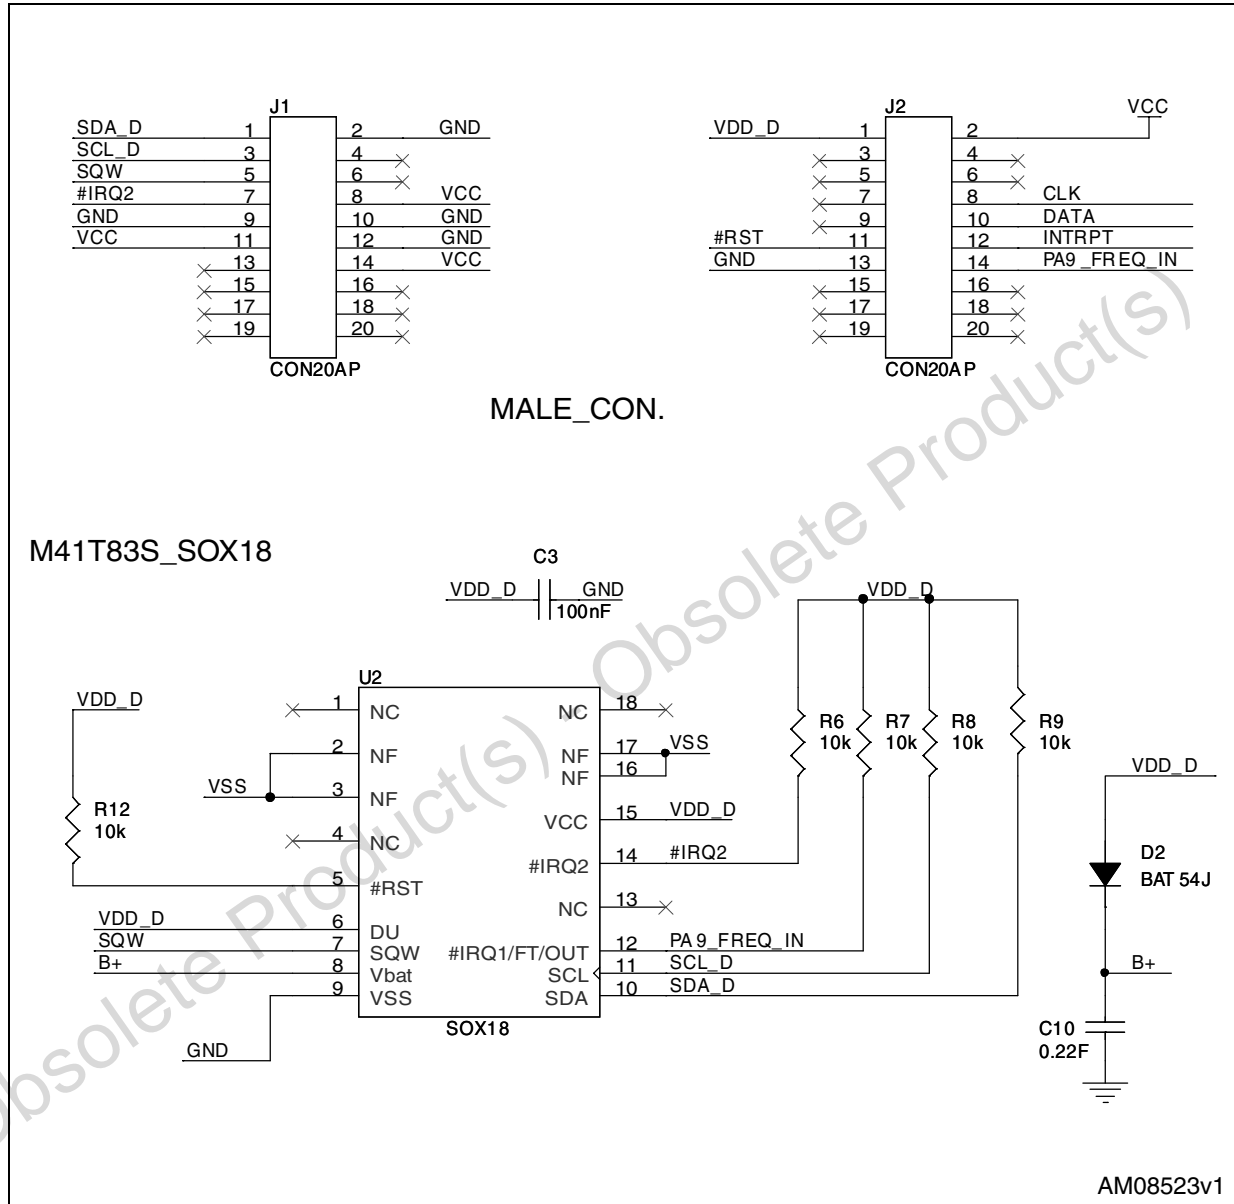 J1
SDA_D 1 2 GND
SCL_D 3 4
SQW 5 6
#IRQ2 7 8 VCC
GND 9 10 GND
VCC 11 12 GND
13 14 VCC
15 16
17 18
19 20
CON20AP
J2 VCC
VDD_D 1 2
3 4
5 6
7 8 CLK
9 10 DATA
#RST 11 12 INTRPT
GND 13 14 PA9_FREQ_IN
15 16
17 18
19 20
CON20AP
MALE_CON.
M41T83S_SOX18
C3
VDD_D GND
100nF
VDD_D
U2
VDD_D
1 NC NC 18
2 NF NF 17 VSS
NF 16
VSS 3 NF
VCC 15 VDD_D
R12
10k
4 NC
#IRQ2 14 #IRQ2
5 #RST
NC 13
VDD_D 6 DU
SQW 7 SQW #IRQ1/FT/OUT 12 PA9_FREQ_IN
B+ 8 Vbat SCL 11 SCL_D
9 VSS SDA 10 SDA_D
GND
SOX18
R6
10k
R7
10k
R8
10k
R9
10k
VDD_D
D2
BAT 54J
B+
C10
0.22F
Obsolete Product(s) - Obsolete Product(s)
AM08523v1